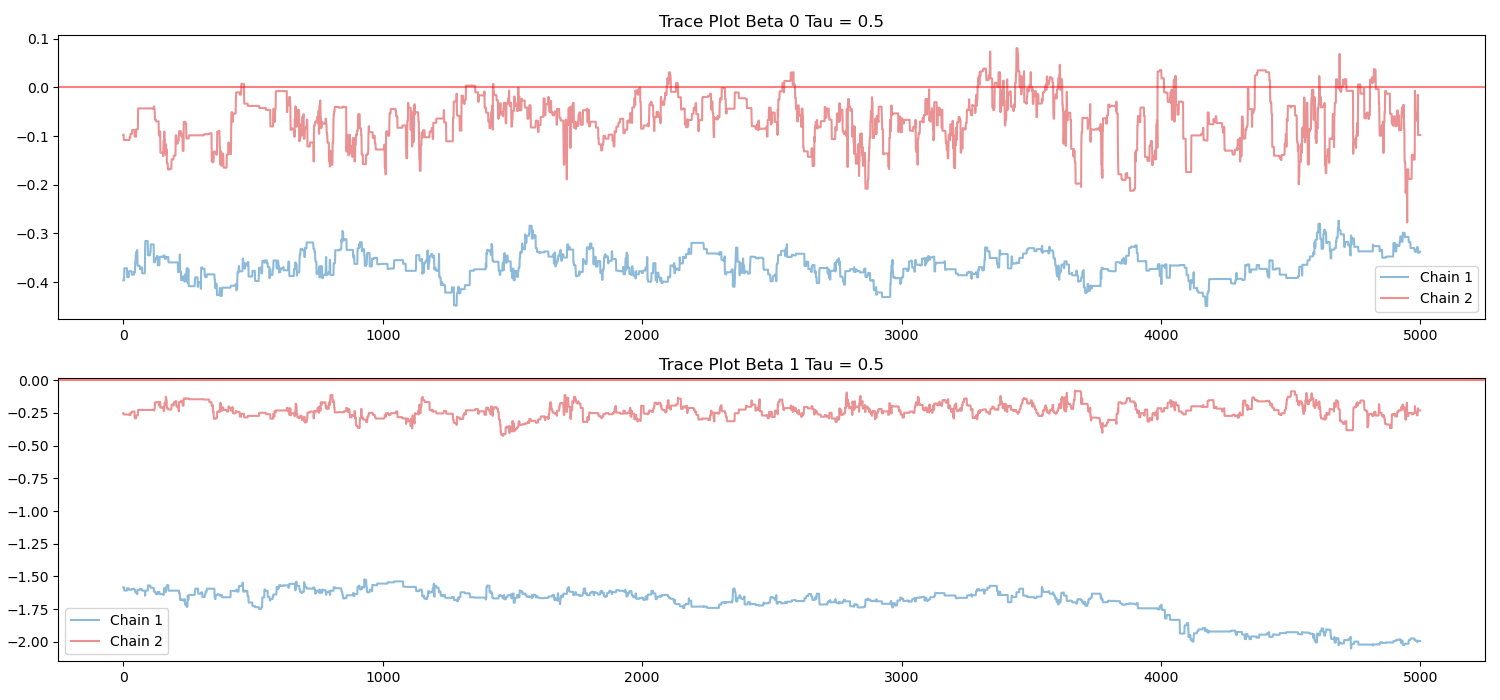 Trace Plot Beta 0 Tau = 0.5
0.1
0.0
−0.1
−0.2
−0.3
−0.4
Chain 1
Chain 2
0 1000 2000 3000 4000 5000
Trace Plot Beta 1 Tau = 0.5
0.00
−0.25
−0.50
−0.75
−1.00
−1.25
−1.50
−1.75
−2.00
Chain 1
Chain 2
0 1000 2000 3000 4000 5000